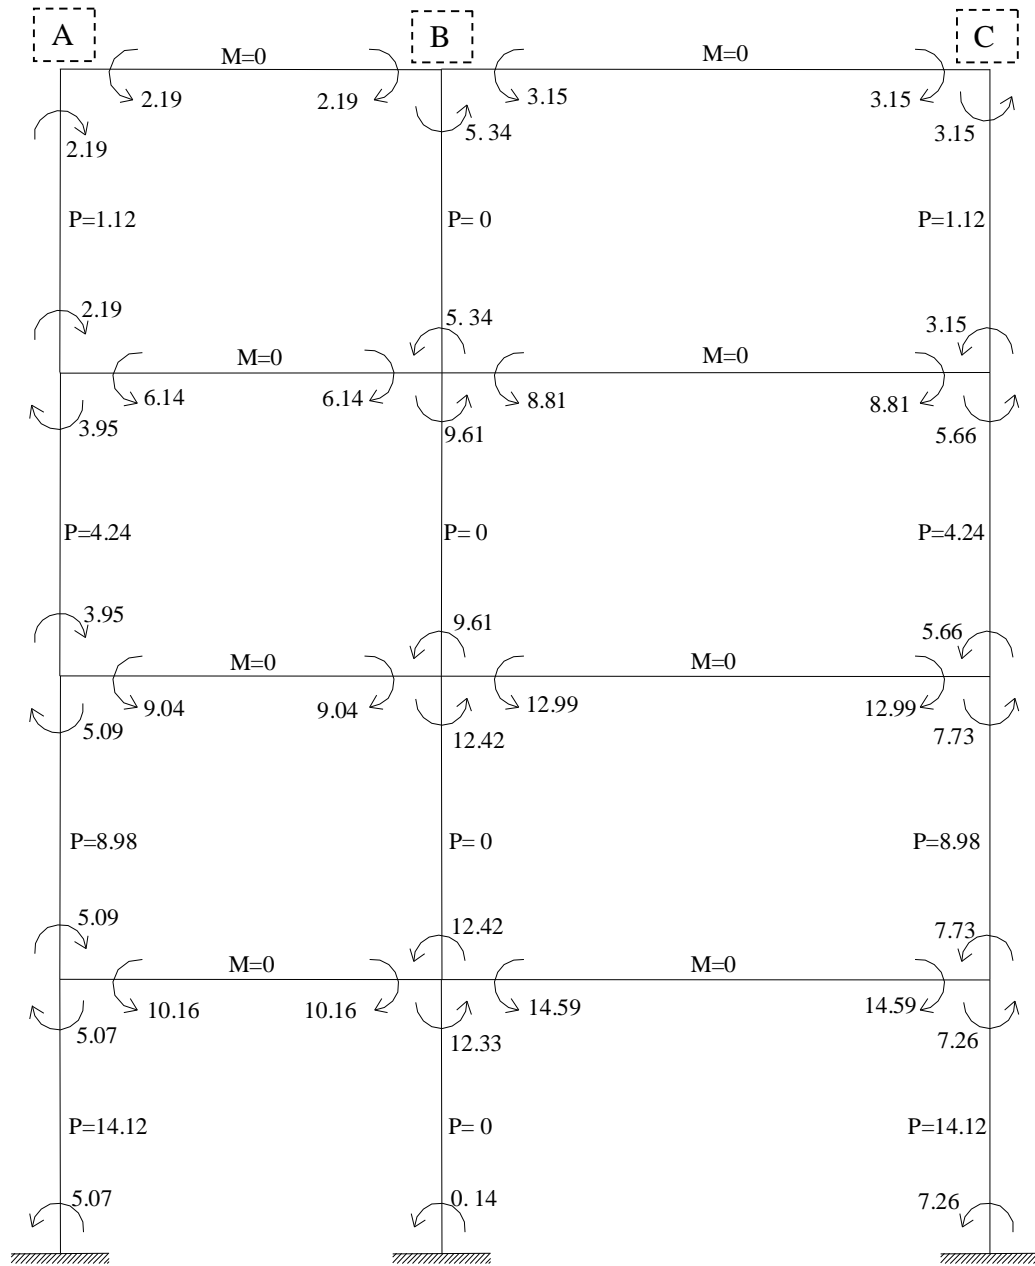 A B C
M=0 M=0
2.19 2.19 3.15 3.15
2.19 5. 34 3.15
P=1.12 P= 0 P=1.12
2.19 5. 34 3.15
M=0 M=0
6.14 6.14 8.81 8.81
3.95 9.61 5.66
P=4.24 P= 0 P=4.24
3.95 9.61 5.66
M=0 M=0
9.04 9.04 12.99 12.99
5.09 12.42 7.73
P=8.98 P= 0 P=8.98
5.09 12.42 7.73
M=0 M=0
10.16 10.16 14.59 14.59
5.07 12.33 7.26
P=14.12 P= 0 P=14.12
5.07 0. 14 7.26